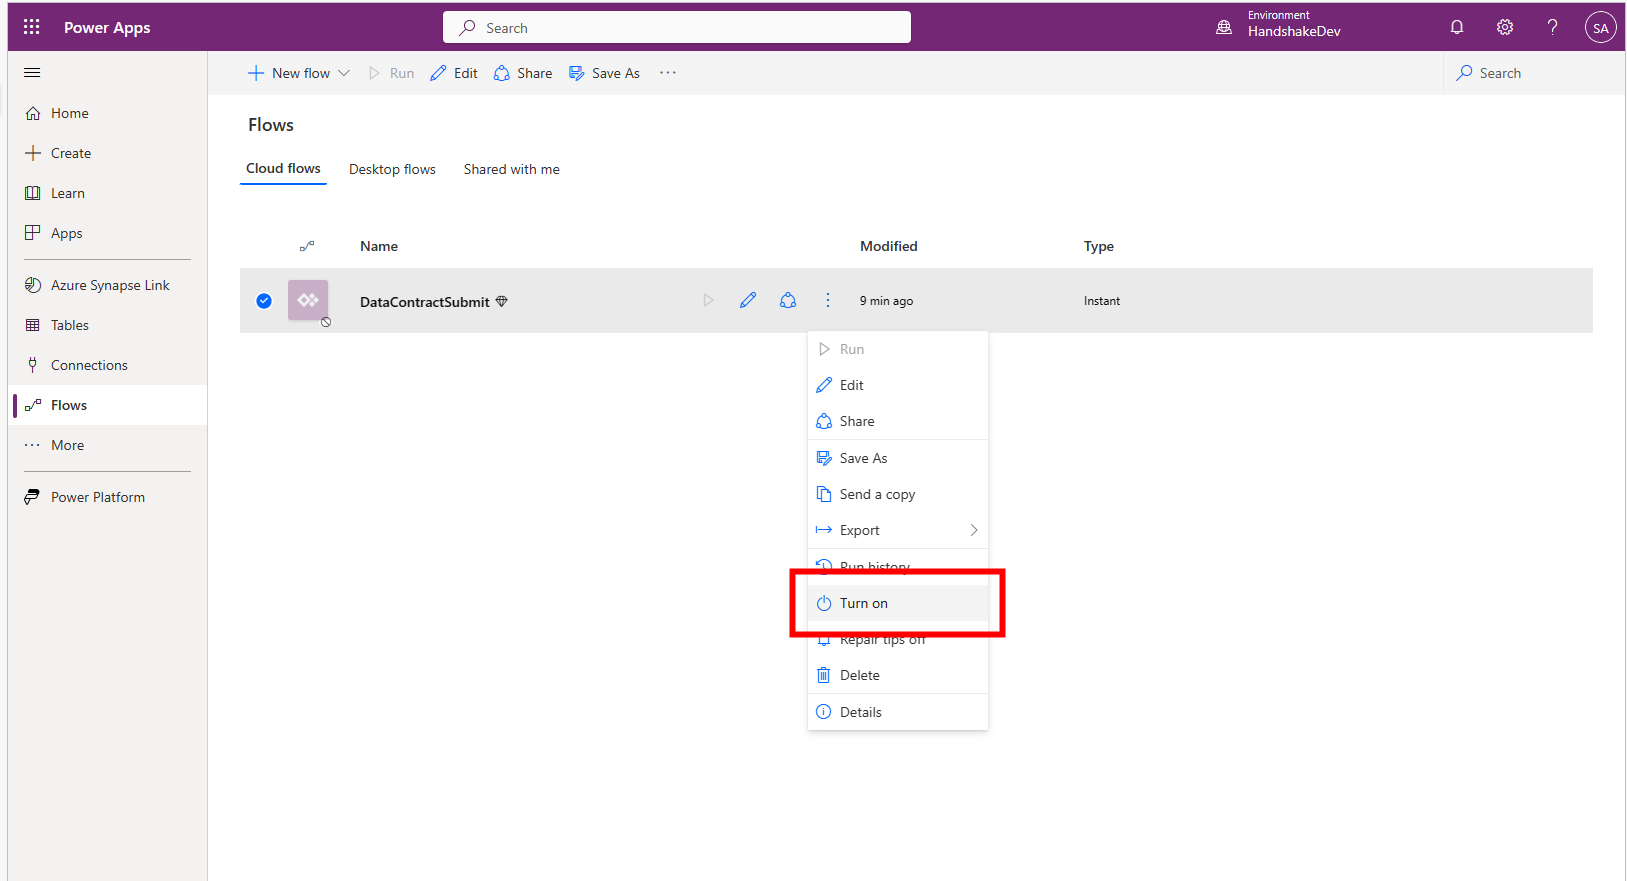 Power Apps
Search
Environment
HandshakeDev
SA
New flow
Run
Edit
Share
Save As
Search
Home
Create
Learn
Apps
Azure Synapse Link
Tables
Connections
Flows
More
Power Platform
Flows
Cloud flows
Desktop flows
Shared with me
Name
Modified
Type
DataContractSubmit
9 min ago
Instant
Run
Edit
Share
Save As
Send a copy
Export
Run history
Turn on
Repair tips off
Delete
Details